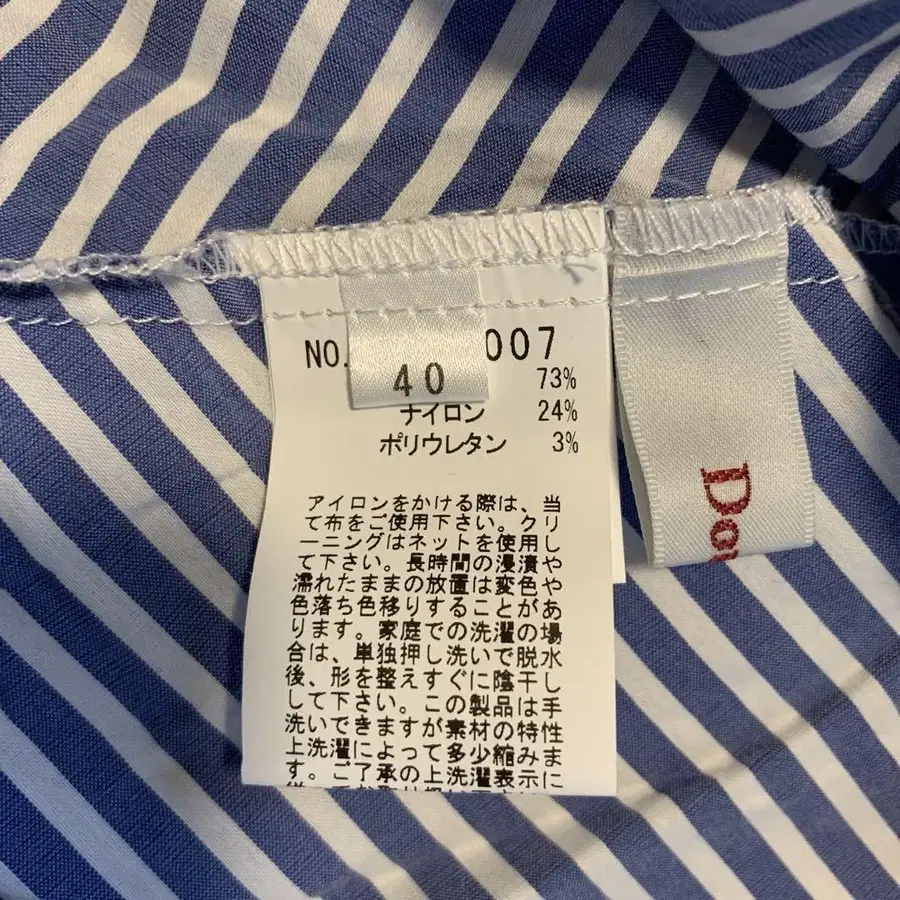 NO. 007
40
73%
ナイロン 24%
ポリウレタン 3%
アイロンをかける際は、当
て布をご使用下さい。クリ
ーニングはネットを使用し
て下さい。長時間の浸漬や
濡れたままの放置は変色や
色落ち色移りすることがあ
ります。家庭での洗濯の場
合は、単独押し洗いで脱水
後、形を整えすぐに陰干し
して下さい。この製品は手
洗いできますが素材の特性
上洗濯によって多少縮みま
す。ご了承の上洗濯表示に